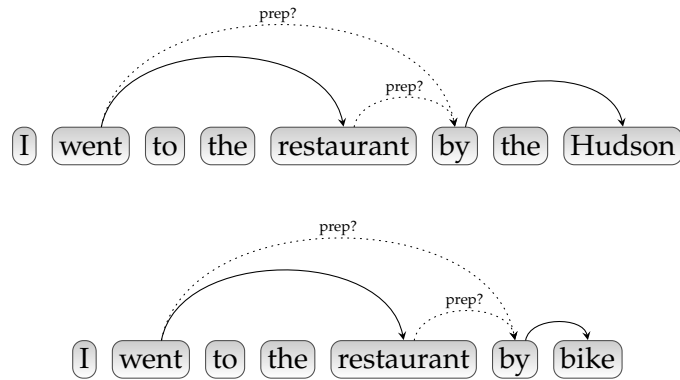 prep?
prep?
I went to the restaurant by the Hudson
prep?
prep?
I went to the restaurant by bike